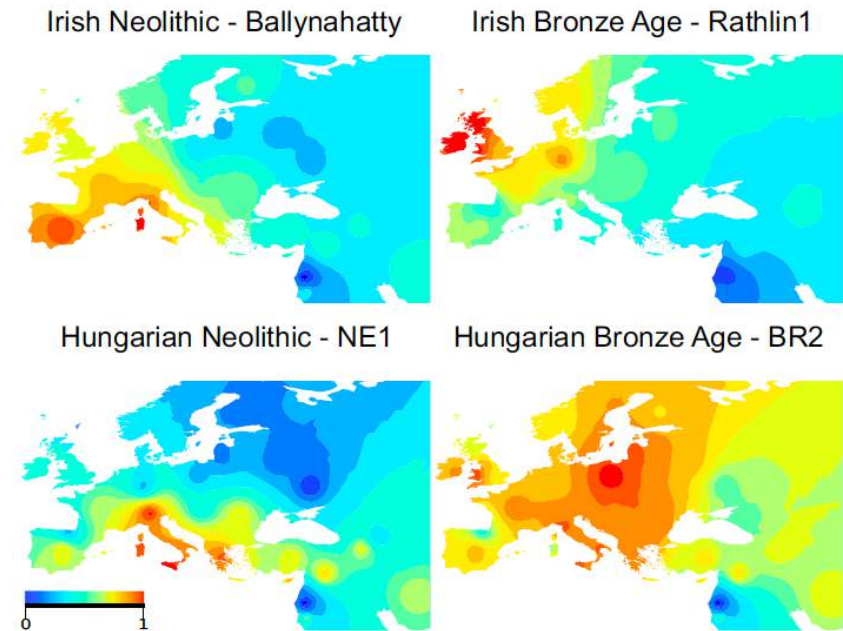 Irish Neolithic - Ballynahatty
Irish Bronze Age - Rathlin1
Hungarian Neolithic - NE1
Hungarian Bronze Age - BR2
0
1